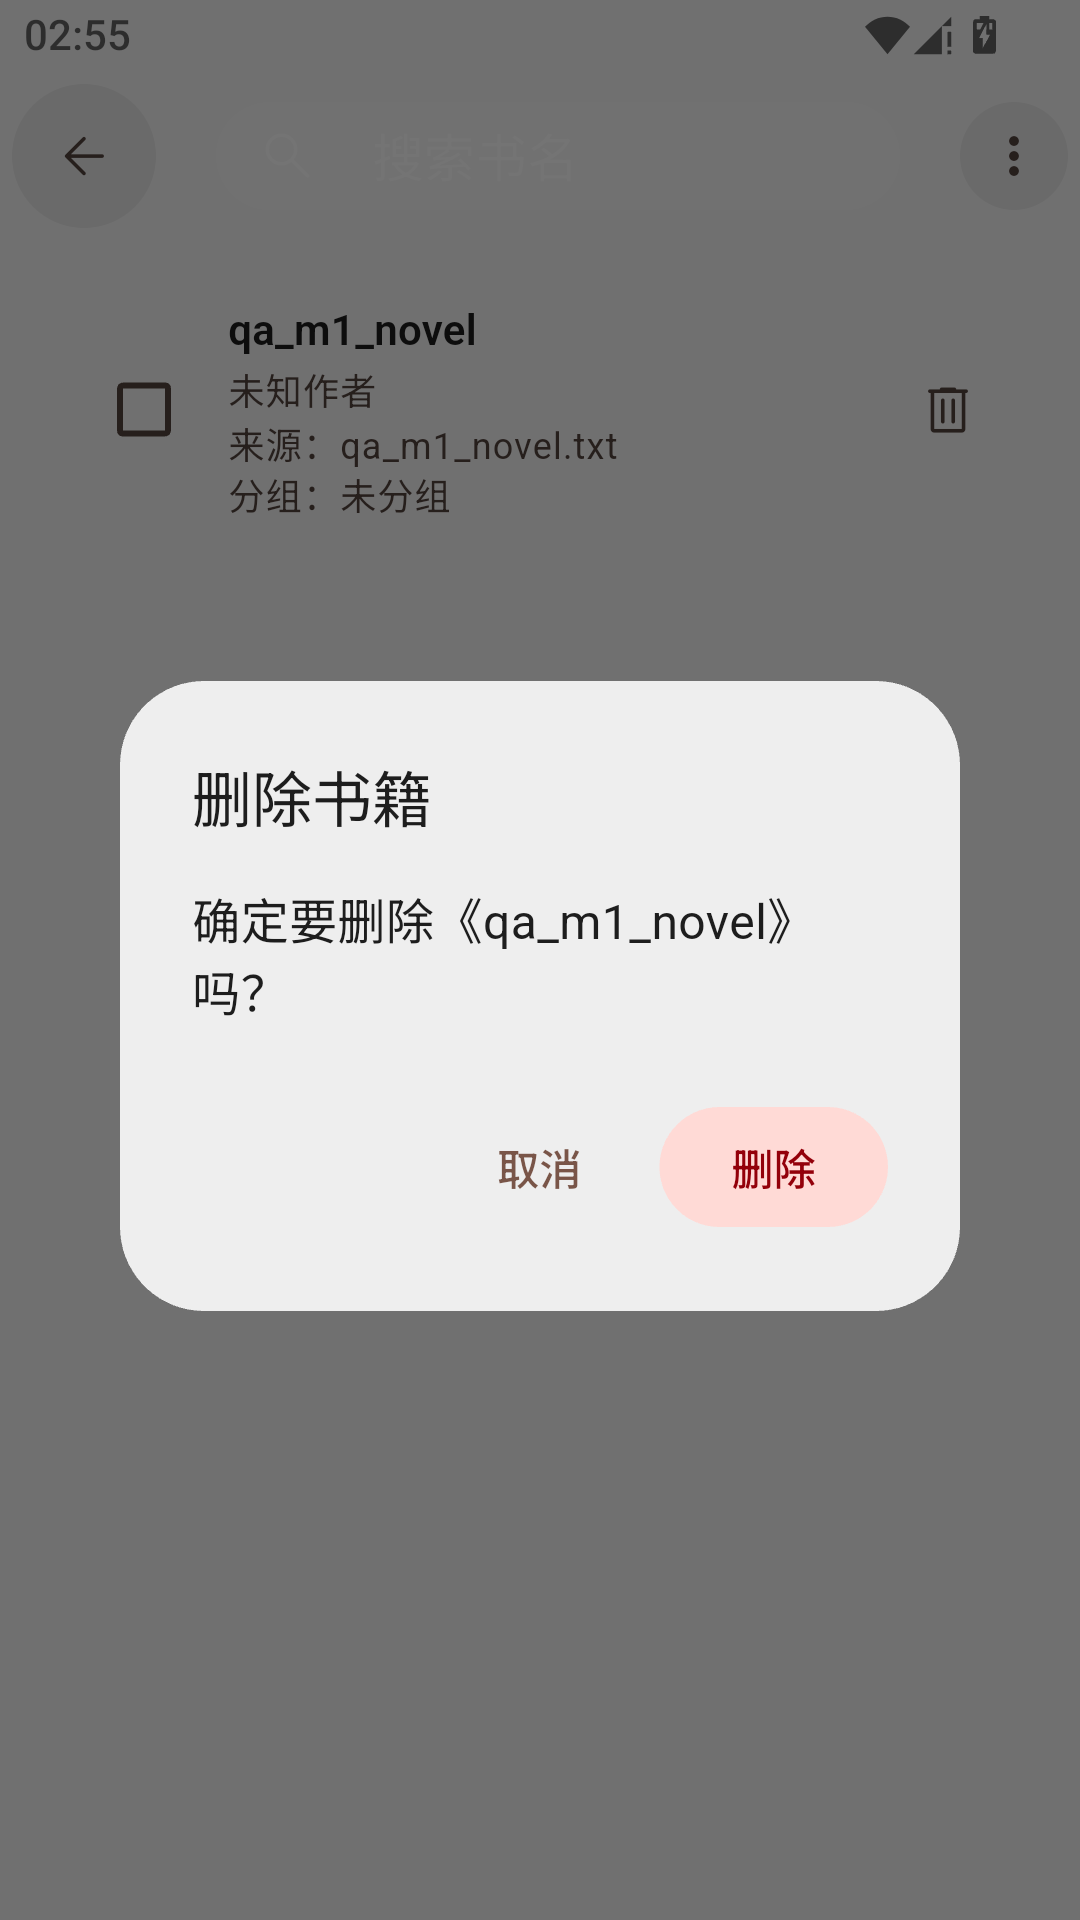 02:55
搜索书名
qa_m1_novel
未知作者
来源：qa_m1_novel.txt
分组：未分组
删除书籍
确定要删除《qa_m1_novel》
吗？
取消
删除